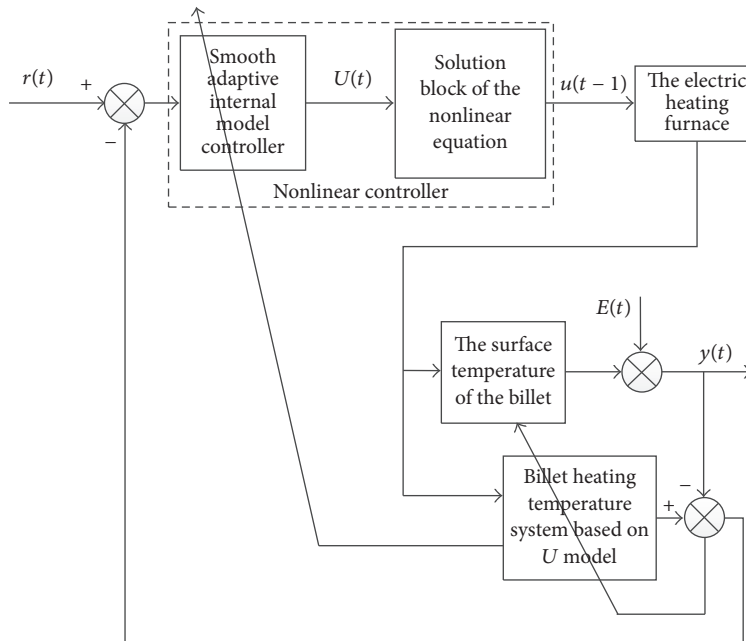 r(t)
+
−
Smooth
adaptive
internal
model
controller
U(t)
Solution
block of the
nonlinear
equation
u(t − 1)
The electric
heating
furnace
Nonlinear controller
E(t)
The surface
temperature
of the billet
y(t)
Billet heating
temperature
system based on
U model
−
+